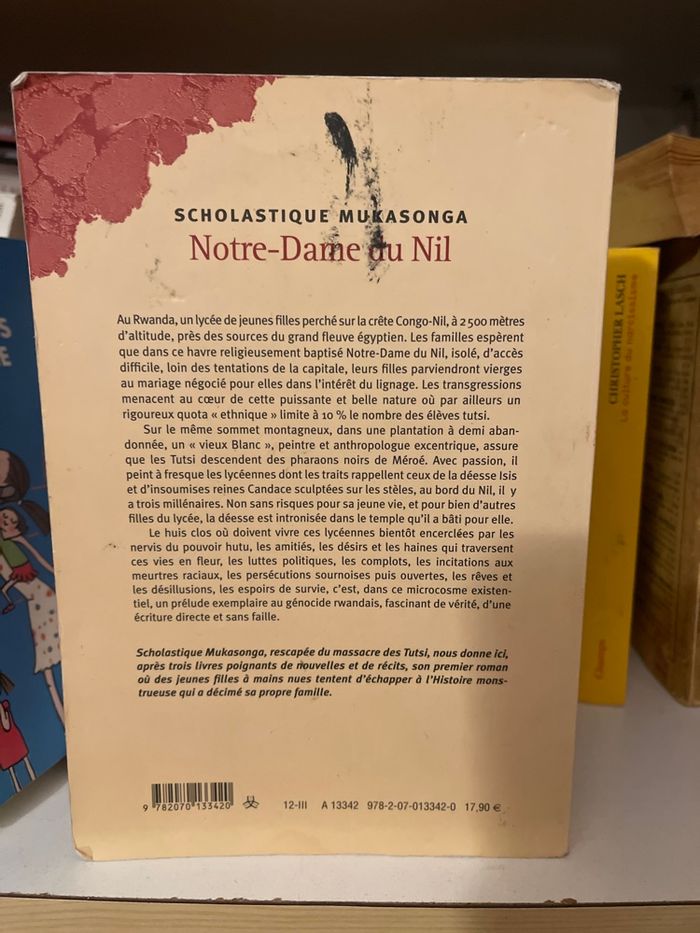 SCHOLASTIQUE MUKASONGA
Notre-Dame du Nil
Au Rwanda, un lycée de jeunes filles perché sur la crête Congo-Nil, à 2 500 mètres
d'altitude, près des sources du grand fleuve égyptien. Les familles espèrent
que dans ce havre religieusement baptisé Notre-Dame du Nil, isolé, d'accès
difficile, loin des tentations de la capitale, leurs filles parviendront vierges
au mariage négocié pour elles dans l'intérêt du lignage. Les transgressions
menacent au cœur de cette puissante et belle nature où par ailleurs un
rigoureux quota « ethnique » limite à 10 % le nombre des élèves tutsi.
Sur le même sommet montagneux, dans une plantation à demi aban-
donnée, un « vieux Blanc », peintre et anthropologue excentrique, assure
que les Tutsi descendent des pharaons noirs de Méroé. Avec passion, il
peint à fresque les lycéennes dont les traits rappellent ceux de la déesse Isis
et d'insoumises reines Candace sculptées sur les stèles, au bord du Nil, il y
a trois millénaires. Non sans risques pour sa jeune vie, et pour bien d'autres
filles du lycée, la déesse est intronisée dans le temple qu'il a bâti pour elle.
Le huis clos où doivent vivre ces lycéennes bientôt encerclées par les
nervis du pouvoir hutu, les amitiés, les désirs et les haines qui traversent
ces vies en fleur, les luttes politiques, les complots, les incitations aux
meurtres raciaux, les persécutions sournoises puis ouvertes, les rêves et
les désillusions, les espoirs de survie, c'est, dans ce microcosme existen-
tiel, un prélude exemplaire au génocide rwandais, fascinant de vérité, d'une
écriture directe et sans faille.
Scholastique Mukasonga, rescapée du massacre des Tutsi, nous donne ici,
après trois livres poignants de nouvelles et de récits, son premier roman
où des jeunes filles à mains nues tentent d'échapper à l'Histoire mons-
trueuse qui a décimé sa propre famille.
9 782070 133420
12-III A 13342 978-2-07-013342-0 17,90 €
CHRISTOPHER LASCH
La culture du narcissisme
Champs